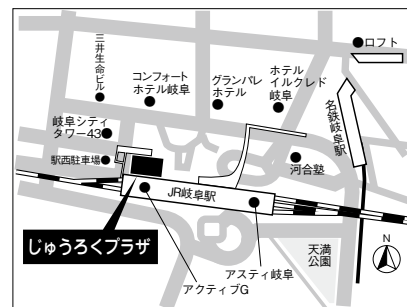 三井生命ビル
コンフォート
ホテル岐阜
グランパレ
ホテル
ホテル
イルクレド
岐阜
ロフト
名鉄岐阜駅
岐阜シティ
タワー43
駅西駐車場
河合塾
JR岐阜駅
じゅうろくプラザ
アクティブG
アスティ岐阜
天満
公園
N